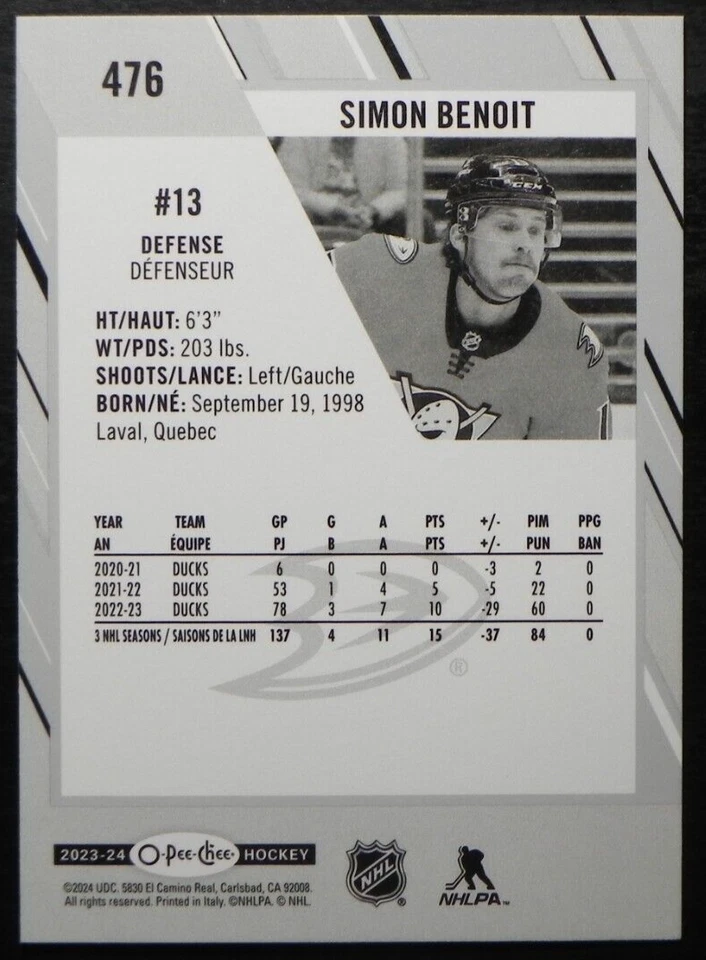 476
SIMON BENOIT
#13
DEFENSE
DÉFENSEUR
HT/HAUT: 6'3"
WT/PDS: 203 lbs.
SHOOTS/LANCE: Left/Gauche
BORN/NÉ: September 19, 1998
Laval, Quebec
YEAR TEAM GP G A PTS +/- PIM PPG
AN ÉQUIPE PJ B A PTS +/- PUN BAN
2020-21 DUCKS 6 0 0 0 -3 2 0
2021-22 DUCKS 53 1 4 5 -5 22 0
2022-23 DUCKS 78 3 7 10 -29 60 0
3 NHL SEASONS / SAISONS DE LA LNH 137 4 11 15 -37 84 0
®
2023-24 O-Pee-Chee HOCKEY
NHL ®
NHLPA™
©2024 UDC. 5830 El Camino Real, Carlsbad, CA 92008.
All rights reserved. Printed in Italy. ©NHLPA. © NHL.